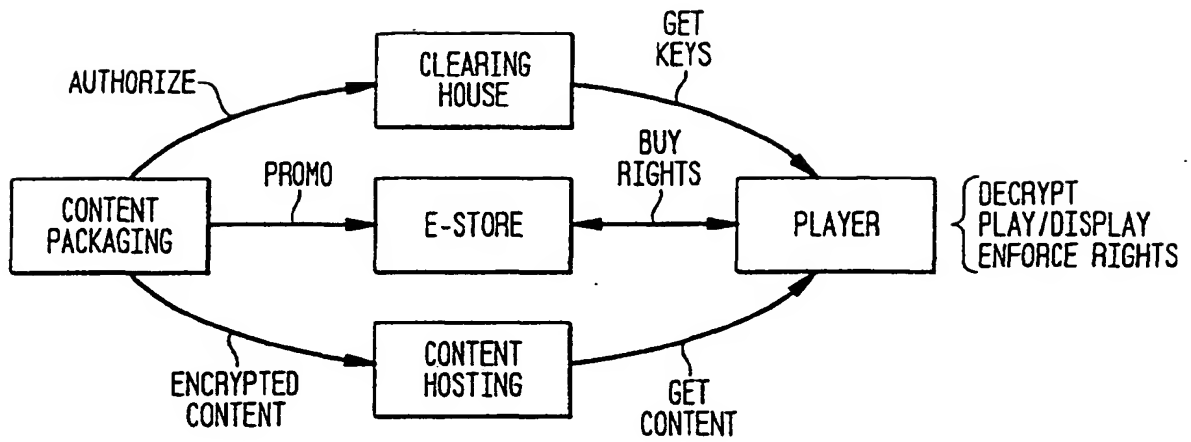 GET
KEYS
CLEARING
HOUSE
AUTHORIZE
BUY
RIGHTS
PROMO
CONTENT
PACKAGING
E-STORE
PLAYER
DECRYPT
PLAY/DISPLAY
ENFORCE RIGHTS
CONTENT
HOSTING
ENCRYPTED
CONTENT
GET
CONTENT